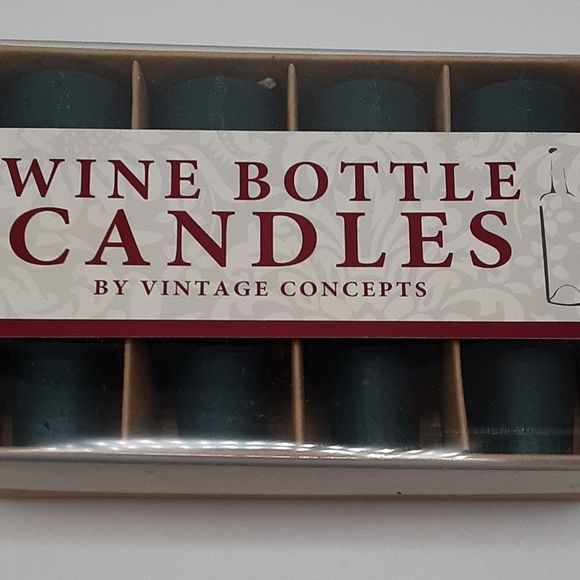 WINE BOTTLE
CANDLES
BY VINTAGE CONCEPTS